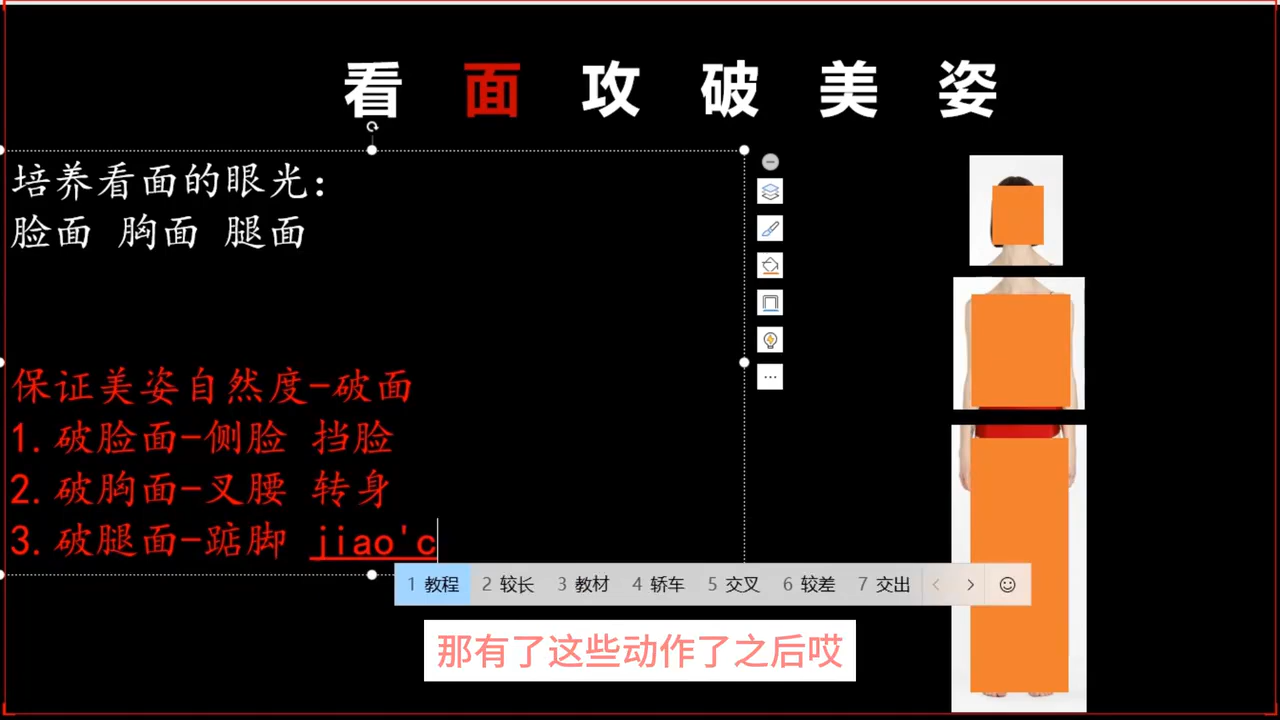 看面攻破美姿
培养看面的眼光：
脸面 胸面 腿面
保证美姿自然度-破面
1.破脸面-侧脸 挡脸
2.破胸面-叉腰 转身
3.破腿面-踮脚 jiao'c
1 教程 2 较长 3 教材 4 轿车 5 交叉 6 较差 7 交出
那有了这些动作了之后哎